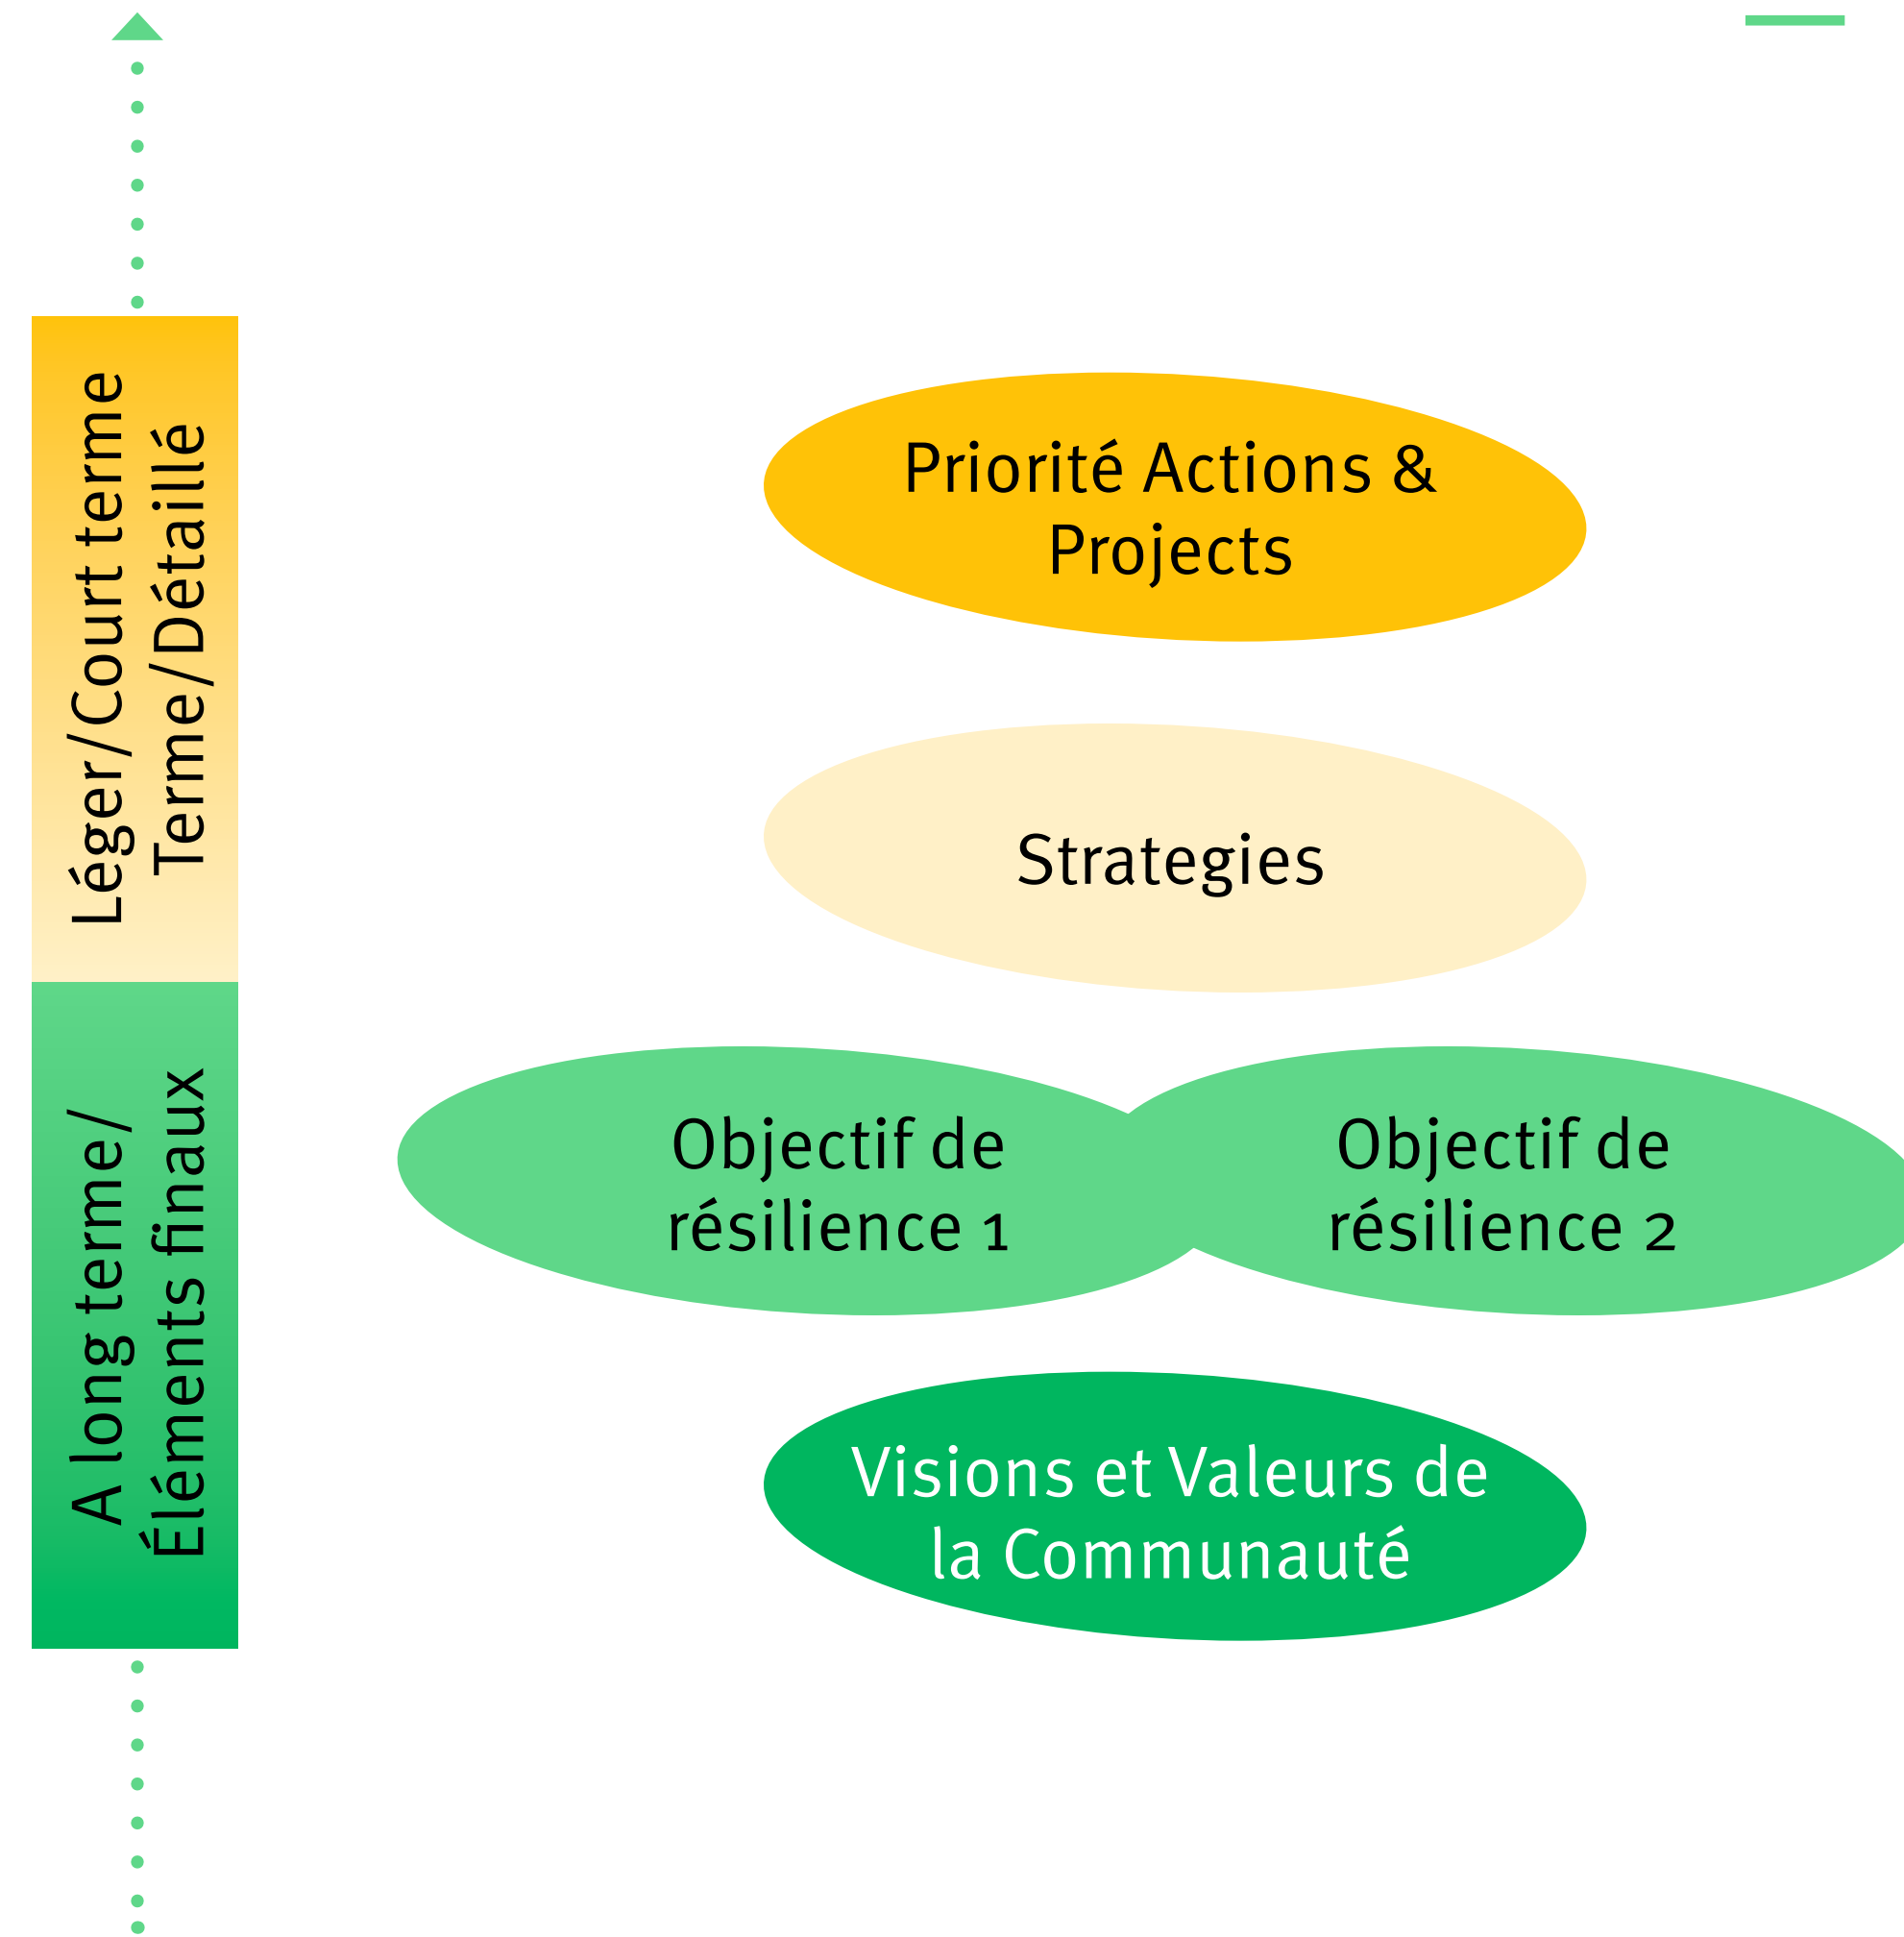 Léger/Court terme
Terme/Détaillé
Priorité Actions &
Projects
Strategies
A long terme/
Éléments finaux
Objectif de
résilience 1
Objectif de
résilience 2
Visions et Valeurs de
la Communauté